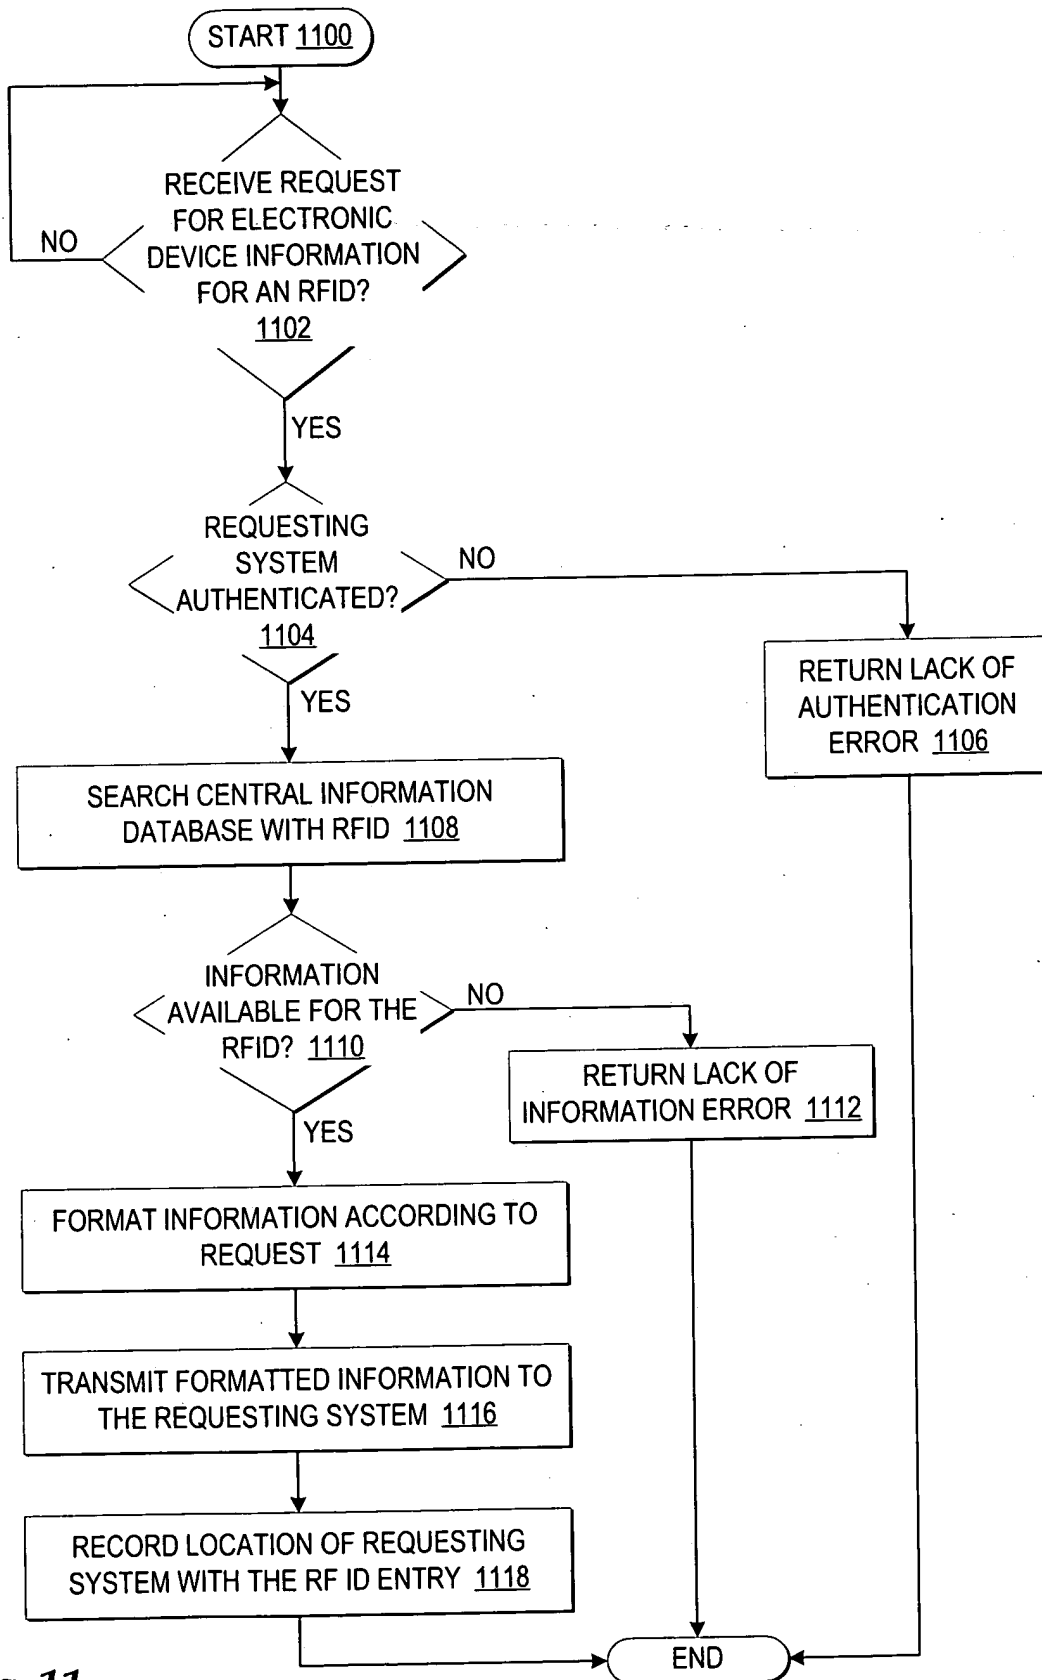 START 1100
RECEIVE REQUEST
FOR ELECTRONIC
DEVICE INFORMATION
FOR AN RFID?
1102
NO
YES
REQUESTING
SYSTEM
AUTHENTICATED?
1104
NO
YES
RETURN LACK OF
AUTHENTICATION
ERROR 1106
SEARCH CENTRAL INFORMATION
DATABASE WITH RFID 1108
INFORMATION
AVAILABLE FOR THE
RFID? 1110
NO
YES
RETURN LACK OF
INFORMATION ERROR 1112
FORMAT INFORMATION ACCORDING TO
REQUEST 1114
TRANSMIT FORMATTED INFORMATION TO
THE REQUESTING SYSTEM 1116
RECORD LOCATION OF REQUESTING
SYSTEM WITH THE RF ID ENTRY 1118
END
11